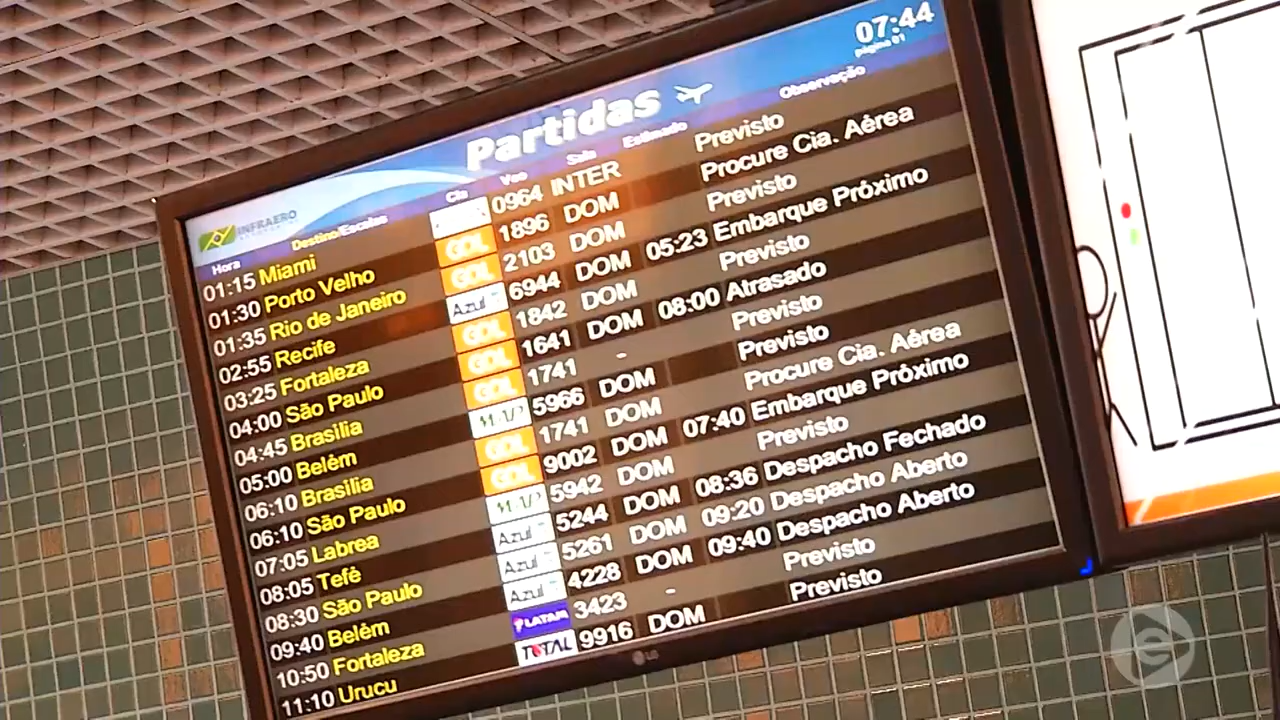 07:44
página 01
Partidas
INFRAERO
Hora Destino/Escalas Cia Voo Sala Estimado Observação
01:15 Miami 0964 INTER Previsto
01:30 Porto Velho GOL 1896 DOM Procure Cia. Aérea
01:35 Rio de Janeiro GOL 2103 DOM Previsto
02:55 Recife Azul 6944 DOM 05:23 Embarque Próximo
03:25 Fortaleza GOL 1842 DOM Previsto
04:00 São Paulo GOL 1641 DOM 08:00 Atrasado
04:45 Brasilia GOL 1741 - Previsto
05:00 Belém 5966 DOM Previsto
06:10 Brasilia GOL 1741 DOM Procure Cia. Aérea
06:10 São Paulo GOL 9002 DOM 07:40 Embarque Próximo
07:05 Labrea 5942 DOM Previsto
08:05 Tefé Azul 5244 DOM 08:36 Despacho Fechado
08:30 São Paulo Azul 5261 DOM 09:20 Despacho Aberto
09:40 Belém Azul 4228 DOM 09:40 Despacho Aberto
10:50 Fortaleza LATAM 3423 - Previsto
11:10 Urucu TOTAL 9916 DOM Previsto
LG